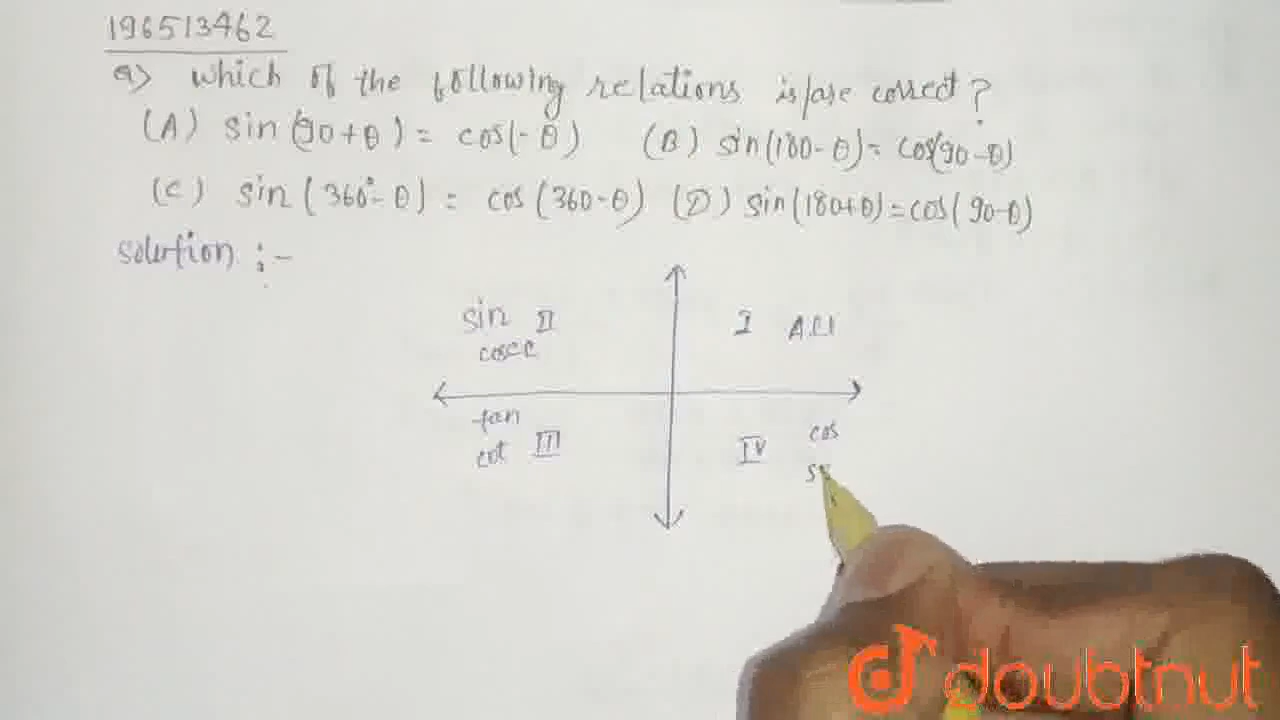 196513462
Q> which of the following relations is/are correct?
(A) sin(90+θ) = cos(-θ) (B) sin(180-θ)= cos(90-θ)
(C) sin(360°-θ) = cos(360-θ) (D) sin(180+θ)=cos(90-θ)
Solution :-
sin II I All
cosec
tan cos
cot III IV
doubtnut